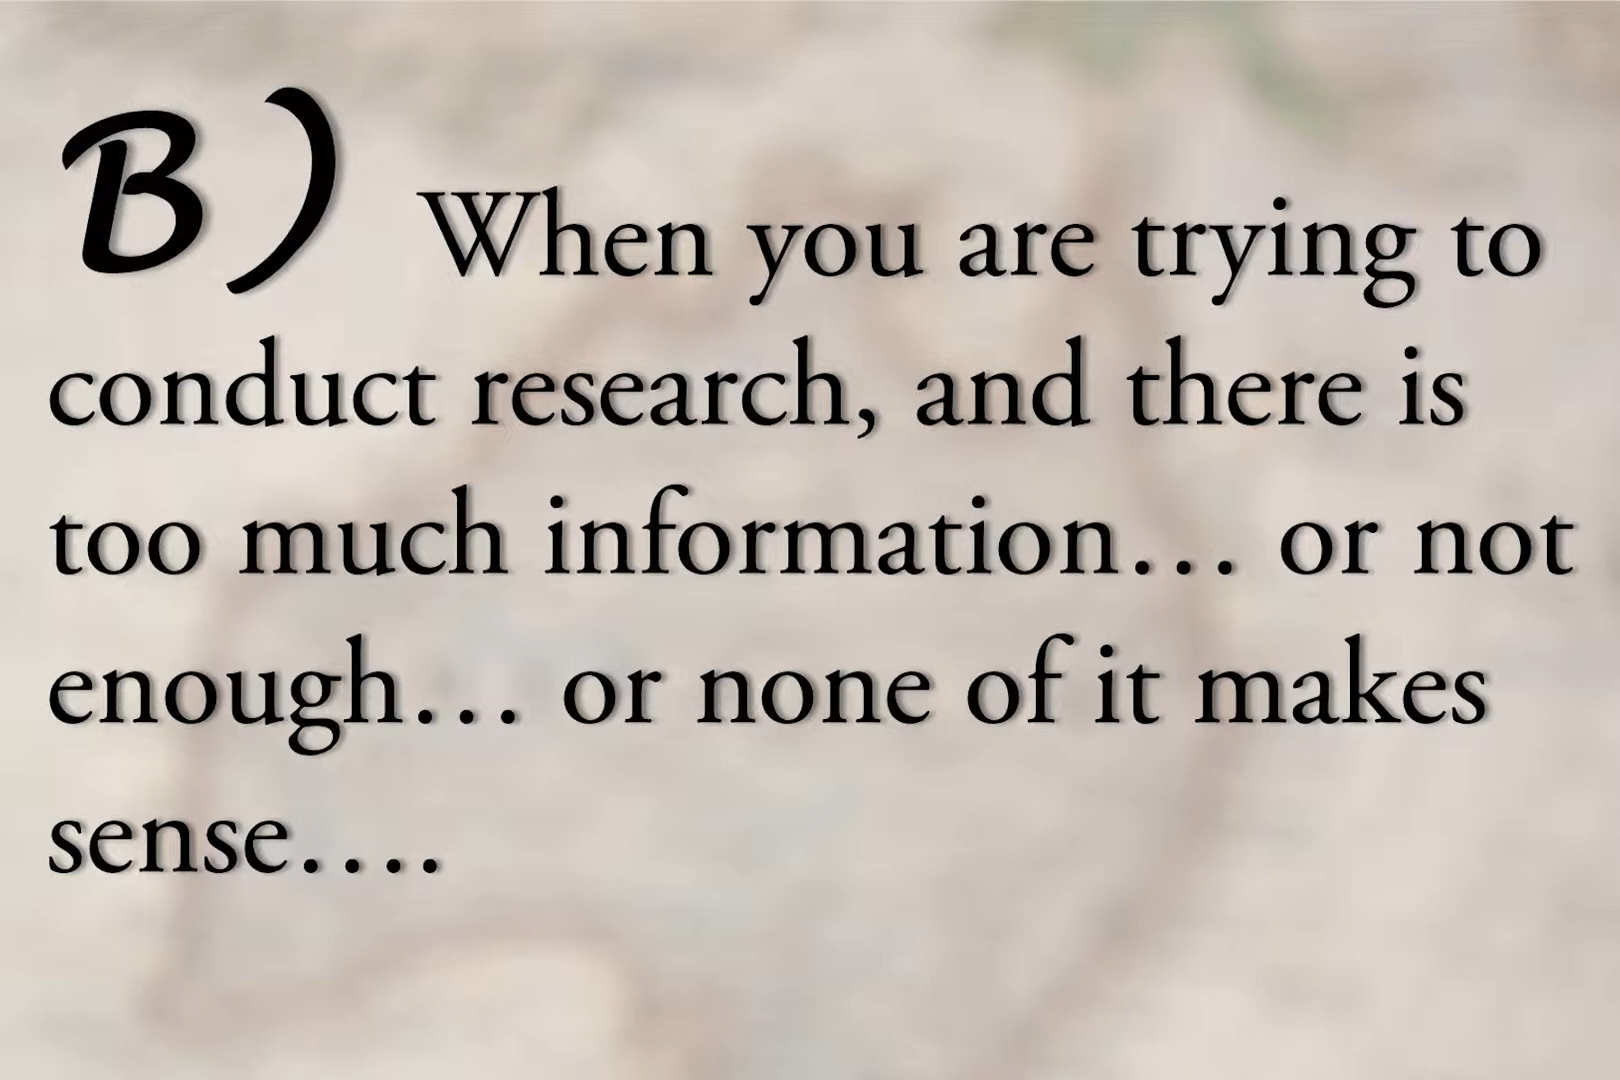 B) When you are trying to
conduct research, and there is
too much information… or not
enough… or none of it makes
sense….